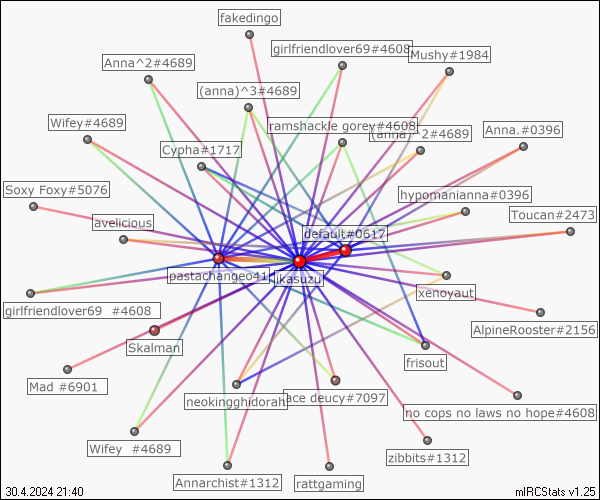 fakedingo
girlfriendlover69#4608
Mushy#1984
Anna^2#4689
(anna)^3#4689
Wifey#4689
ramshackle gorey#4608
(anna)^2#4689
Anna.#0396
Cypha#1717
Soxy Foxy#5076
hypomanianna#0396
Toucan#2473
avelicious
default#0617
pastachangeo41
jikasuzu
xenoyaut
girlfriendlover69 #4608
AlpineRooster#2156
Skalman
frisout
Mad #6901
neokingghidorah
ace deucy#7097
no cops no laws no hope#4608
Wifey #4689
zibbits#1312
Annarchist#1312
rattgaming
30.4.2024 21:40
mIRCStats v1.25